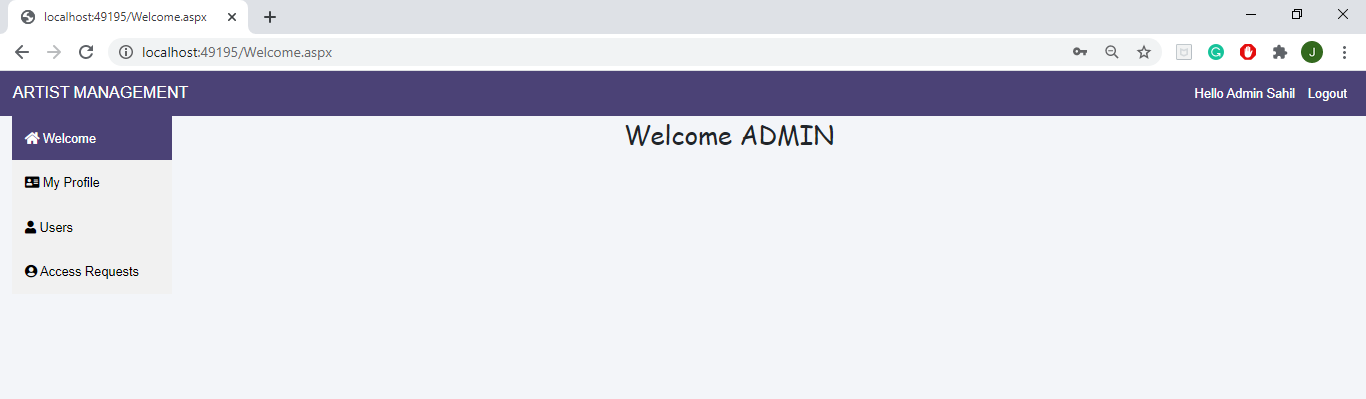 localhost:49195/Welcome.aspx
localhost:49195/Welcome.aspx
J
ARTIST MANAGEMENT
Hello Admin Sahil Logout
Welcome
Welcome ADMIN
My Profile
Users
Access Requests